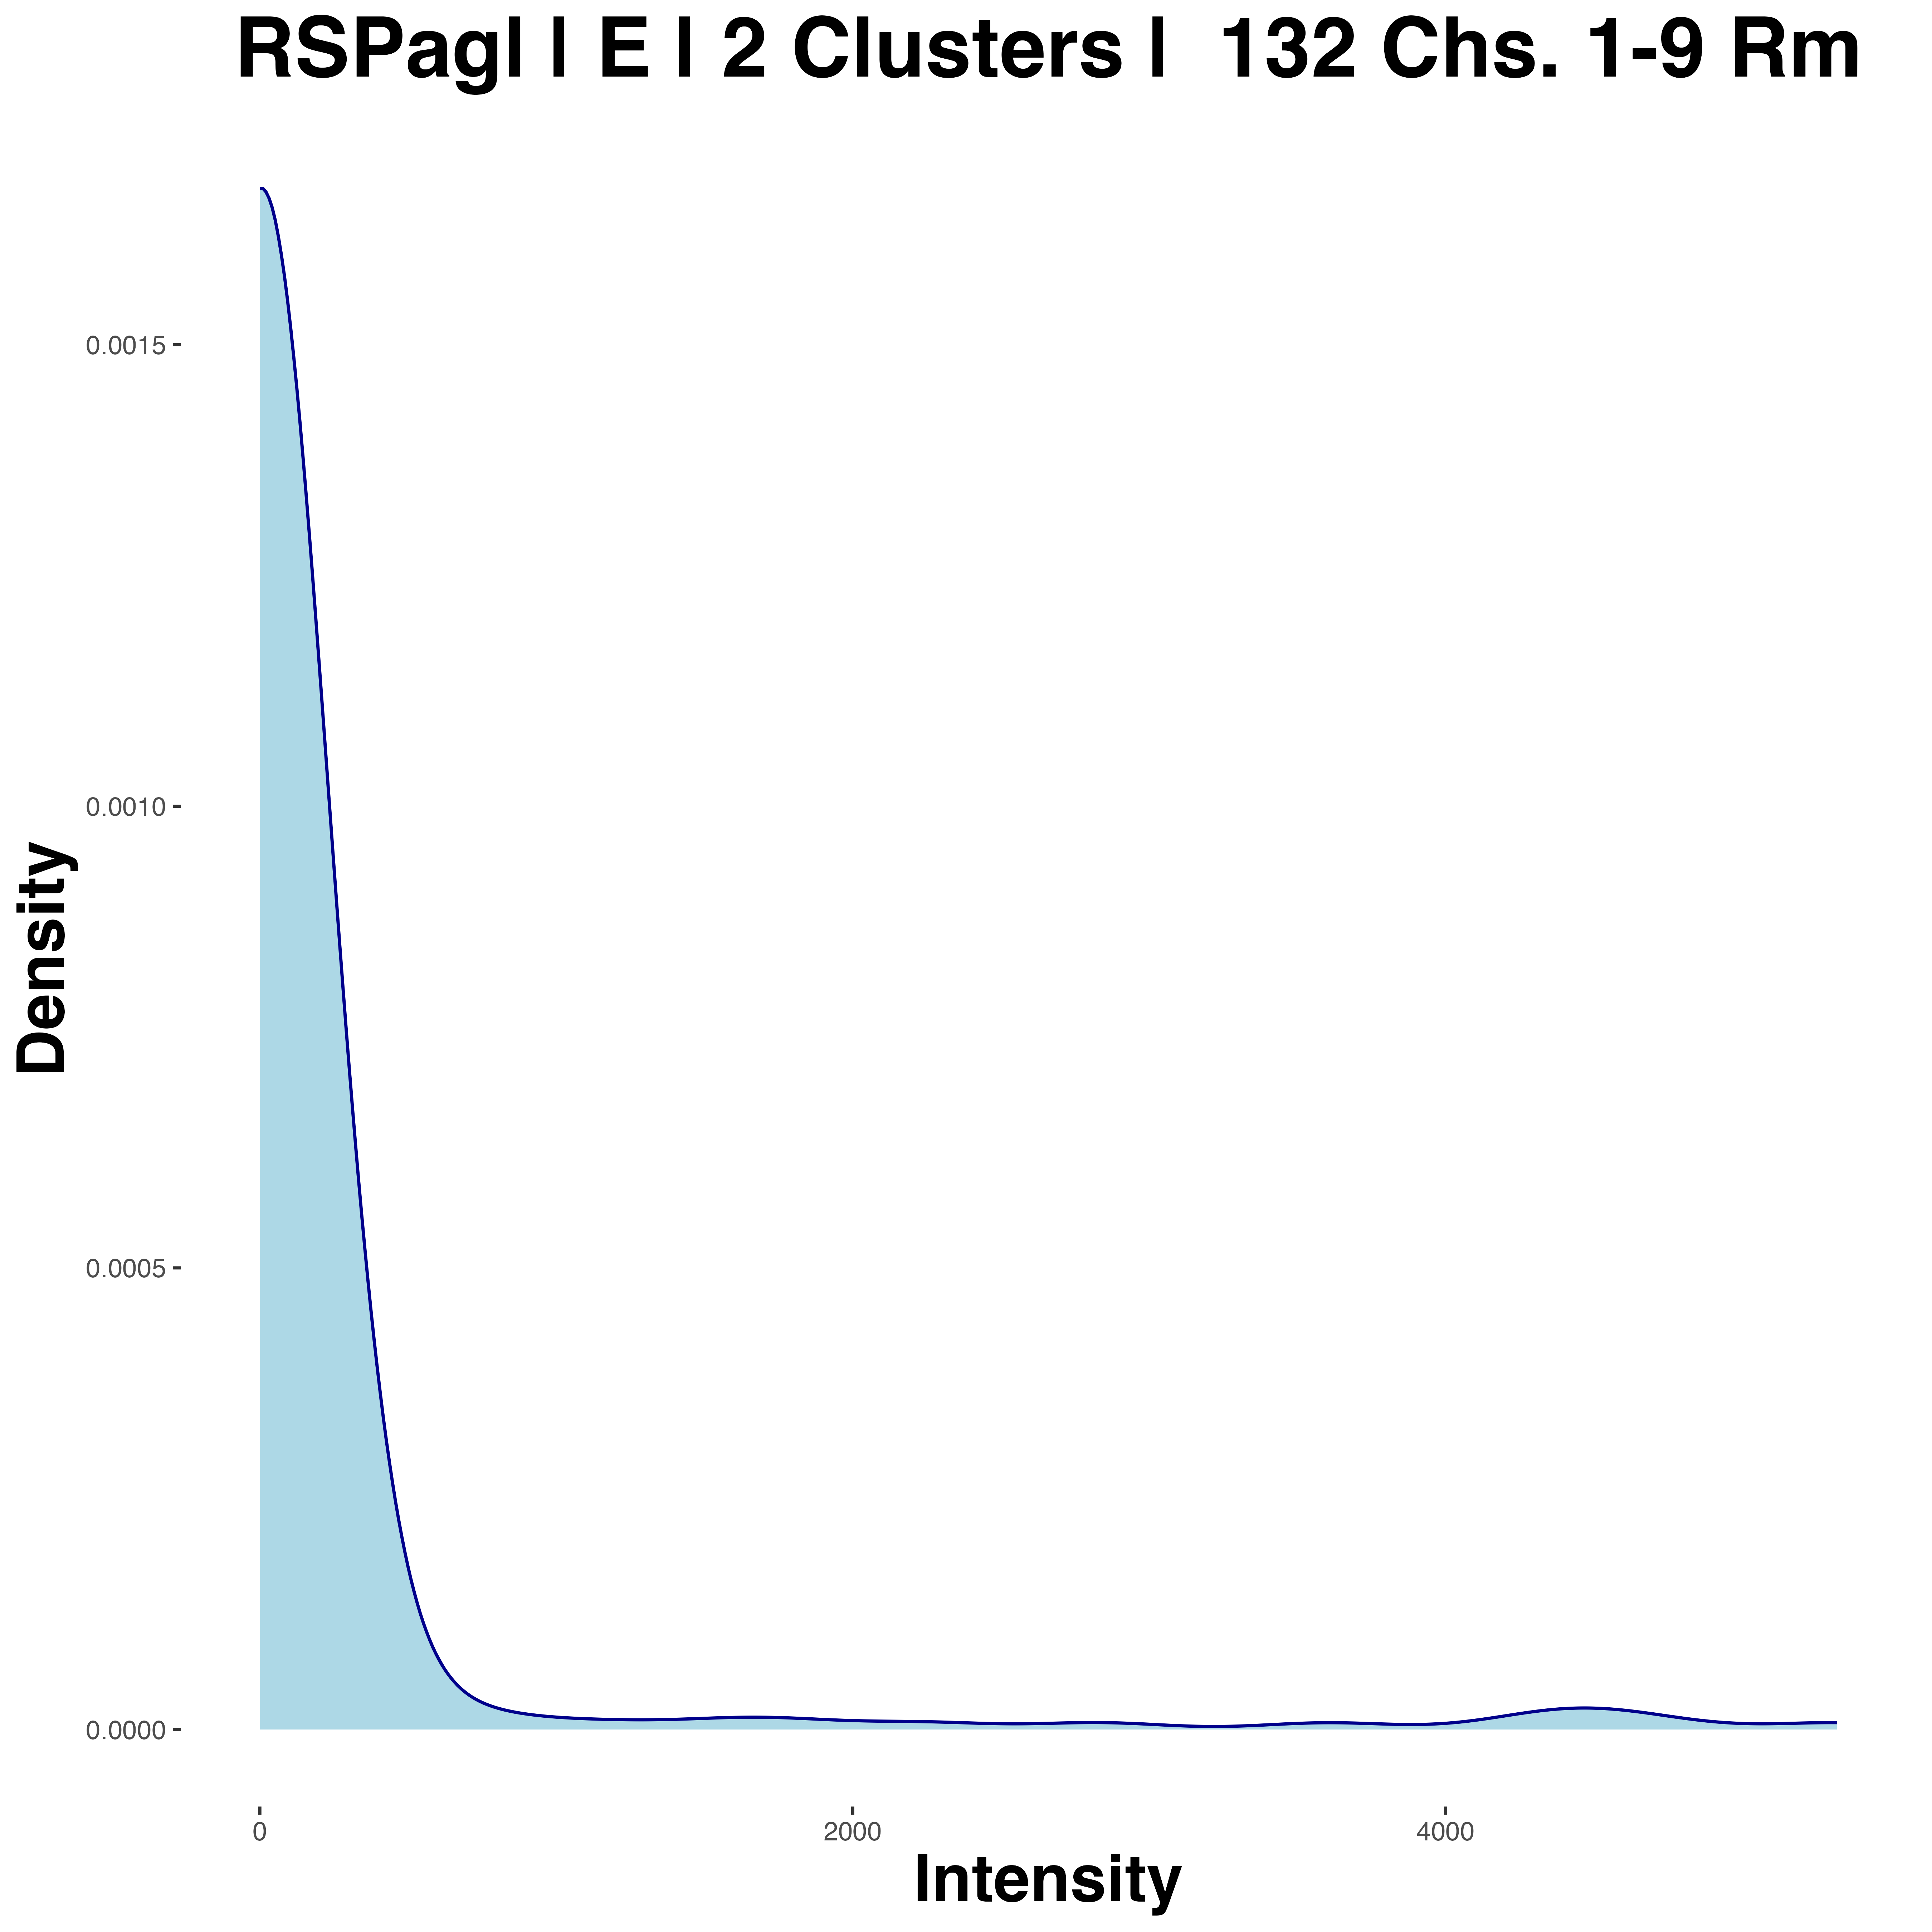 RSPagl | E | 2 Clusters |  132 Chs. 1-9 Rm
0.0015
0.0010
Density
0.0005
0.0000
0
2000
4000
Intensity